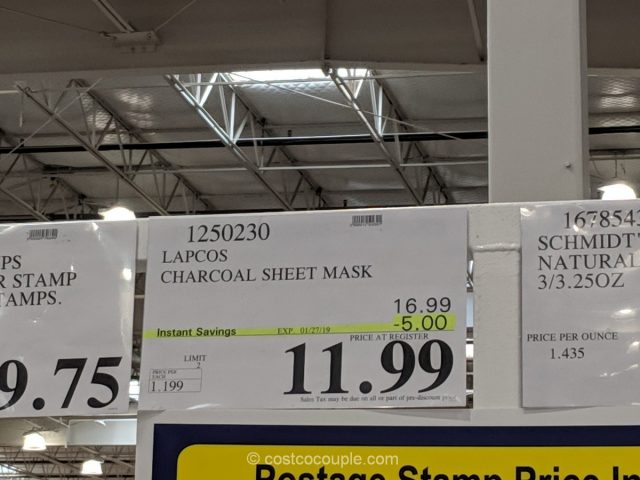 PS
R STAMP
TAMPS.
9.75
1250230
LAPCOS
CHARCOAL SHEET MASK
16.99
-5.00
Instant Savings EXP. 01/27/19
PRICE AT REGISTER
LIMIT
2
PRICE PER
EACH
1.199
11.99
Sales Tax may be due on all or part of pre-discount price
167854
SCHMIDT'
NATURAL
3/3.25OZ
PRICE PER OUNCE
1.435
© costcocouple.com
Postage Stamp Price In